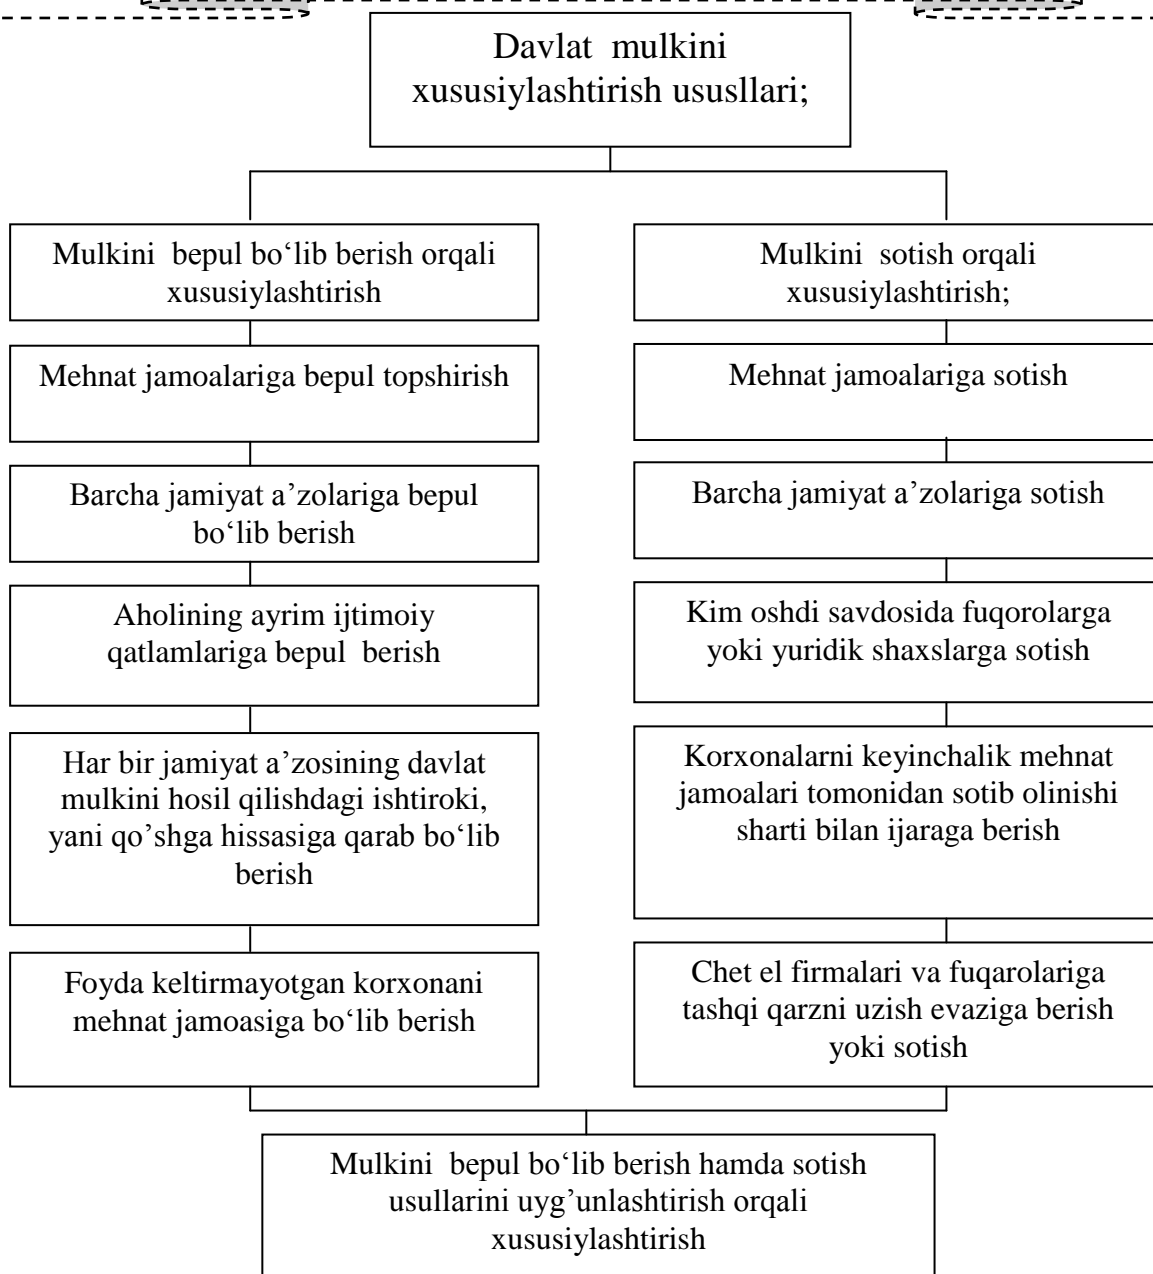 Davlat mulkini
xususiylashtirish ususllari;
Mulkini bepul bo‘lib berish orqali
xususiylashtirish
Mehnat jamoalariga bepul topshirish
Barcha jamiyat a’zolariga bepul
bo‘lib berish
Aholining ayrim ijtimoiy
qatlamlariga bepul berish
Har bir jamiyat a’zosining davlat
mulkini hosil qilishdagi ishtiroki,
yani qo’shga hissasiga qarab bo‘lib
berish
Foyda keltirmayotgan korxonani
mehnat jamoasiga bo‘lib berish
Mulkini sotish orqali
xususiylashtirish;
Mehnat jamoalariga sotish
Barcha jamiyat a’zolariga sotish
Kim oshdi savdosida fuqorolarga
yoki yuridik shaxslarga sotish
Korxonalarni keyinchalik mehnat
jamoalari tomonidan sotib olinishi
sharti bilan ijaraga berish
Chet el firmalari va fuqarolariga
tashqi qarzni uzish evaziga berish
yoki sotish
Mulkini bepul bo‘lib berish hamda sotish
usullarini uyg’unlashtirish orqali
xususiylashtirish